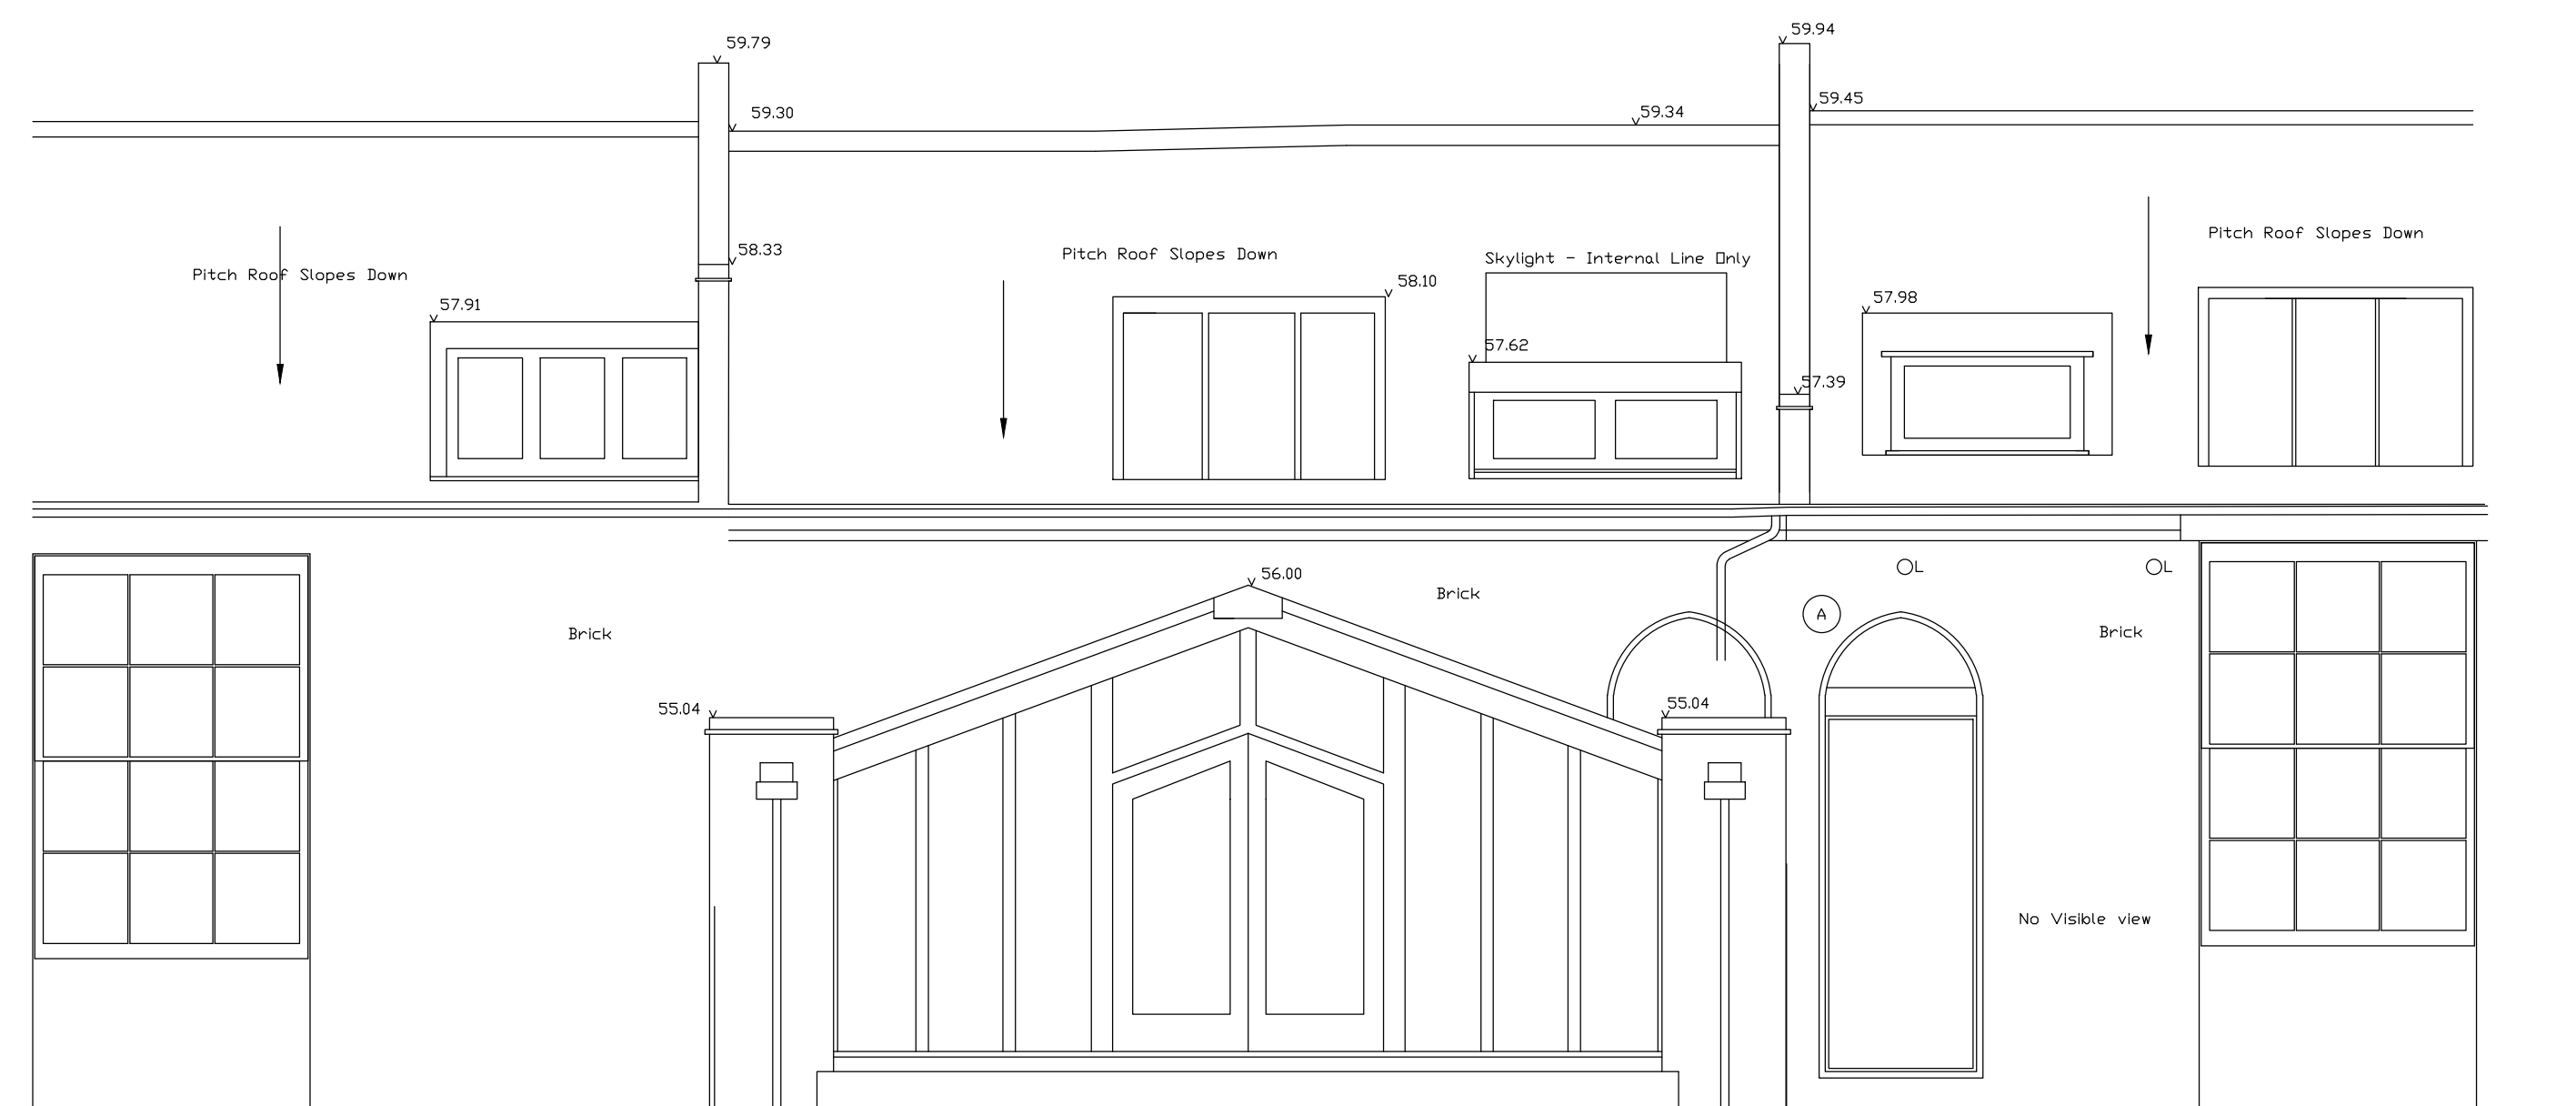 59.94
59.79
59.45
59.30
59.34
Pitch Roof Slopes Down
58.33
Pitch Roof Slopes Down
Skylight - Internal Line Only
Pitch Roof Slopes Down
58.10
57.98
57.91
57.62
57.39
L
L
56.00
Brick
A
Brick
Brick
55.04
55.04
No Visible view